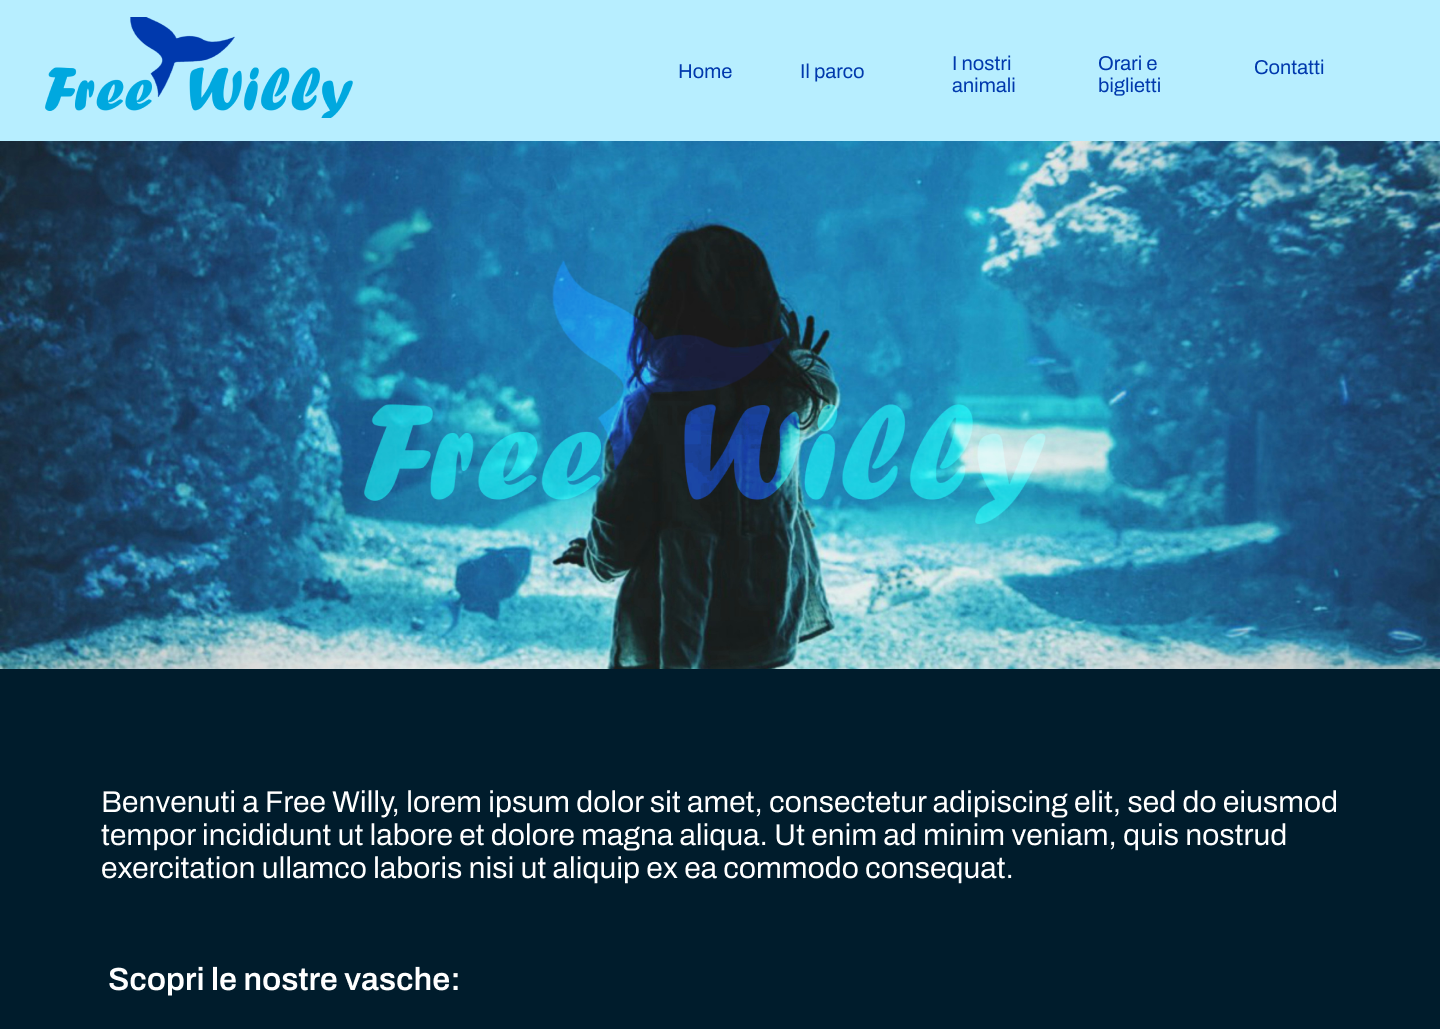 Free Willy
Home
Il parco
I nostri
animali
Orari e
biglietti
Contatti
Free Willy
Benvenuti a Free Willy, lorem ipsum dolor sit amet, consectetur adipiscing elit, sed do eiusmod
tempor incididunt ut labore et dolore magna aliqua. Ut enim ad minim veniam, quis nostrud
exercitation ullamco laboris nisi ut aliquip ex ea commodo consequat.
Scopri le nostre vasche: